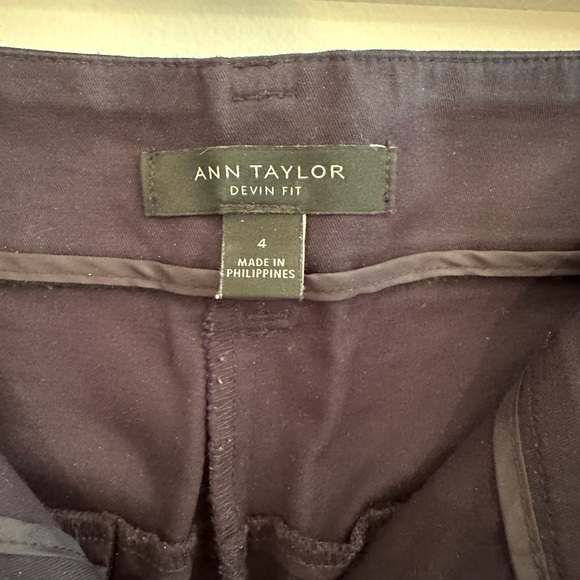 ANN TAYLOR
DEVIN FIT
4
MADE IN
PHILIPPINES